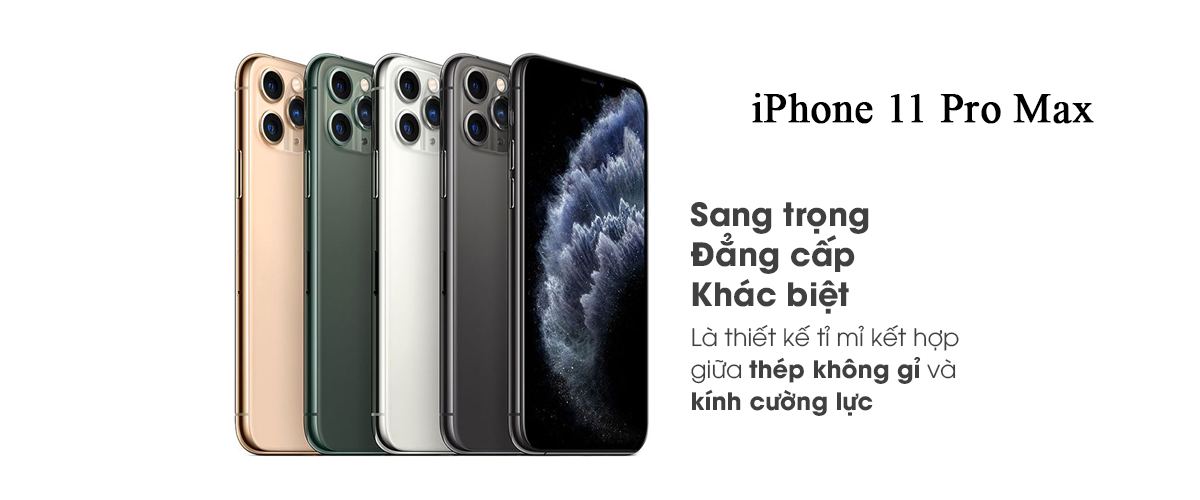 iPhone 11 Pro Max
Sang trọng
Đẳng cấp
Khác biệt
Là thiết kế tỉ mỉ kết hợp
giữa thép không gỉ và
kính cường lực